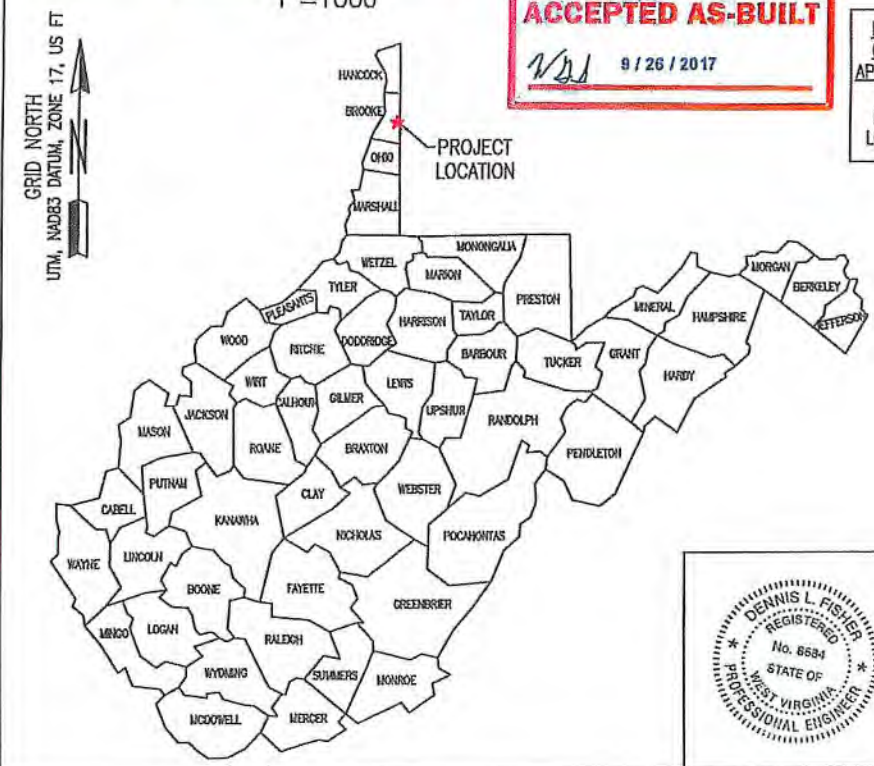 1"=1000'
ACCEPTED AS-BUILT
9 / 26 / 2017
GRID NORTH
UTM, NAD83 DATUM, ZONE 17, US FT
N
HANCOCK
BROOKE
PROJECT
LOCATION
OHIO
MARSHALL
WETZEL
MONONGALIA
MARION
PRESTON
TYLER
PLEASANTS
WOOD
RITCHIE
DODDRIDGE
HARRISON
TAYLOR
BARBOUR
TUCKER
MINERAL
GRANT
HAMPSHIRE
HARDY
MORGAN
BERKELEY
JEFFERSON
WIRT
CALHOUN
GILMER
LEWIS
UPSHUR
RANDOLPH
PENDLETON
JACKSON
MASON
ROANE
BRAXTON
WEBSTER
PUTNAM
CABELL
KANAWHA
CLAY
NICHOLAS
POCAHONTAS
WAYNE
LINCOLN
BOONE
FAYETTE
GREENBRIER
MINGO
LOGAN
RALEIGH
WYOMING
SUMMERS
MONROE
MCDOWELL
MERCER
DENNIS L. FISHER
REGISTERED
No. 8684
STATE OF
WEST VIRGINIA
PROFESSIONAL ENGINEER